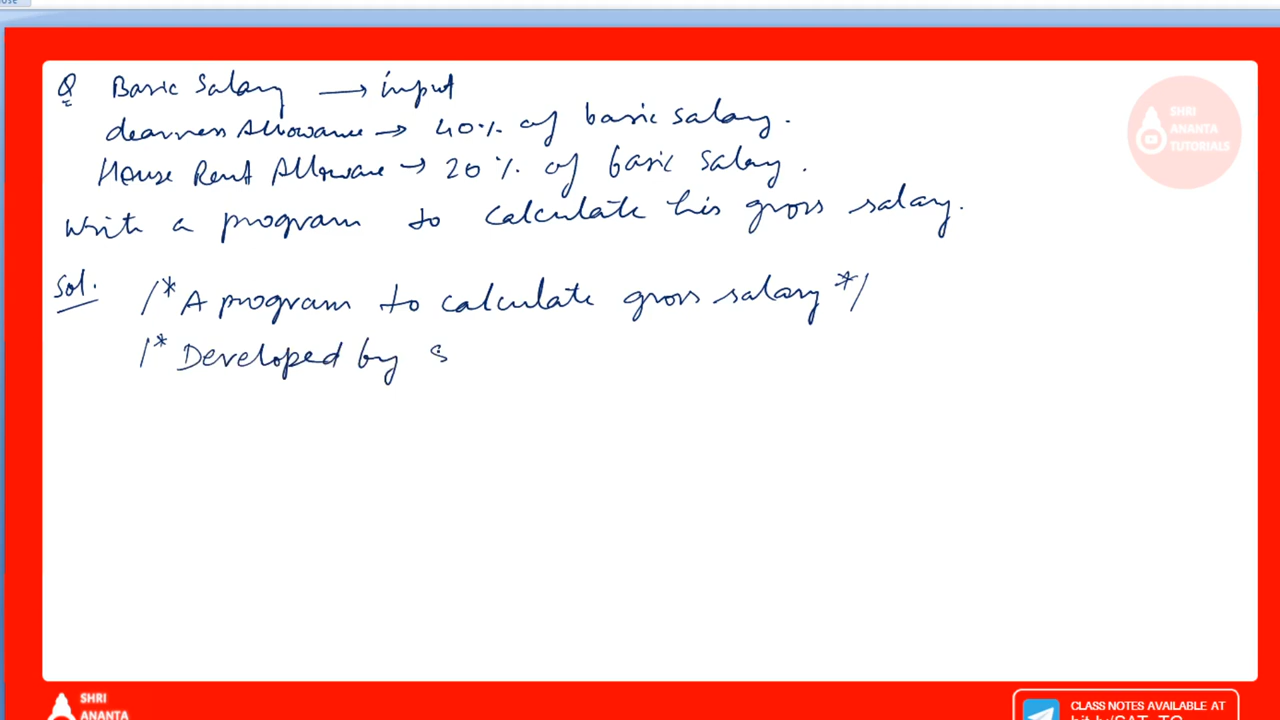 Q Basic Salary → input
dearness Allowance → 40% of basic salary.
House Rent Allowance → 20% of basic salary.
Write a program to calculate his gross salary.
Sol. /* A program to calculate gross salary */
/* Developed by S
SHRI
ANANTA
TUTORIALS
SHRI
ANANTA
CLASS NOTES AVAILABLE AT